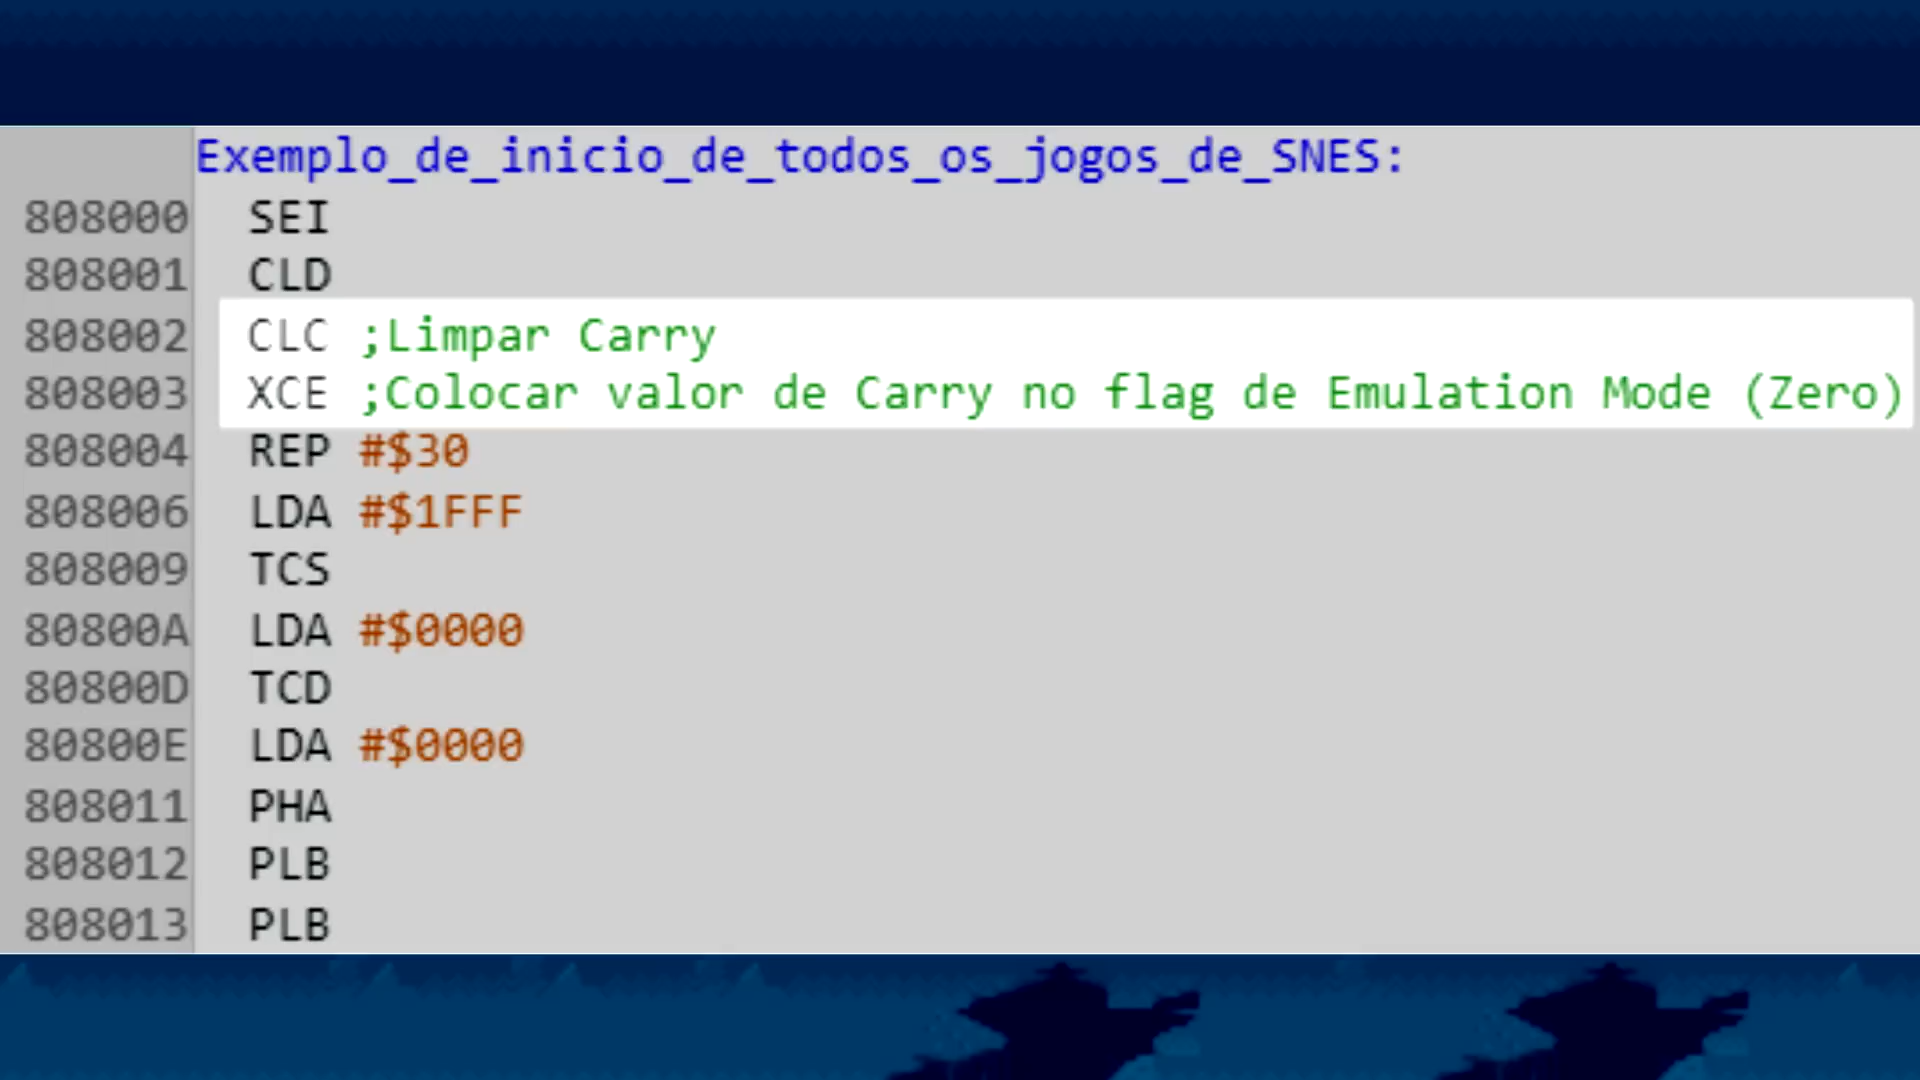 Exemplo_de_inicio_de_todos_os_jogos_de_SNES:
808000 SEI
808001 CLD
808002 CLC ;Limpar Carry
808003 XCE ;Colocar valor de Carry no flag de Emulation Mode (Zero)
808004 REP #$30
808006 LDA #$1FFF
808009 TCS
80800A LDA #$0000
80800D TCD
80800E LDA #$0000
808011 PHA
808012 PLB
808013 PLB